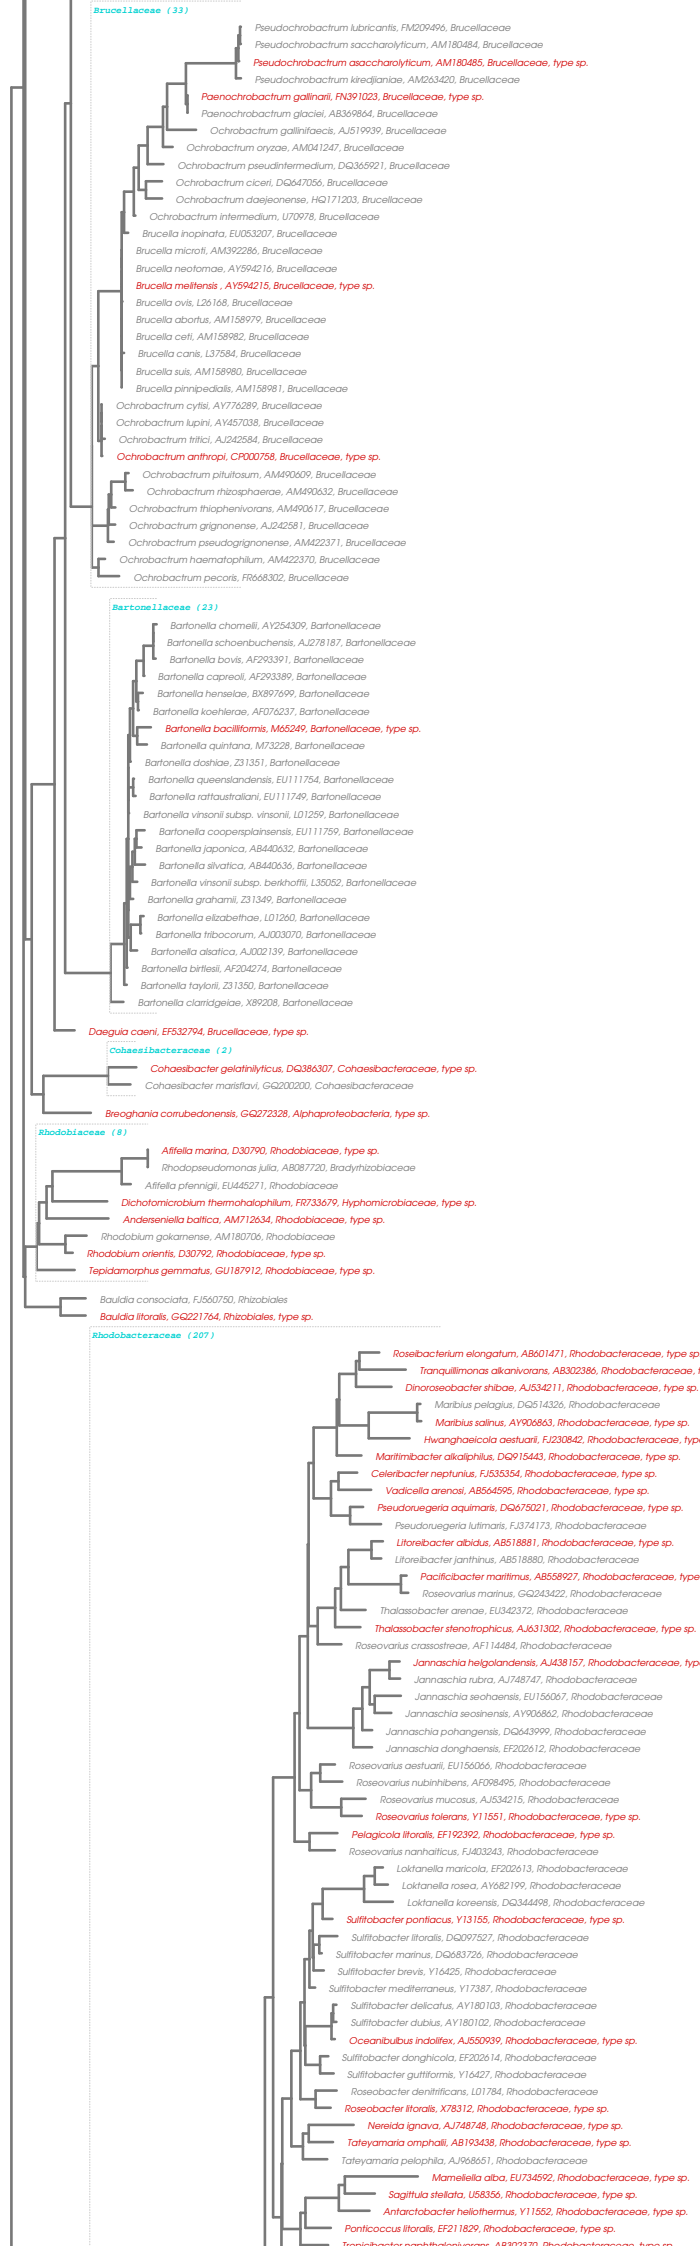 Brucellaceae (33)
Pseudochrobactrum lubricantis, FM209496, Brucellaceae
Pseudochrobactrum saccharolyticum, AM180484, Brucellaceae
Pseudochrobactrum asaccharolyticum, AM180485, Brucellaceae, type sp.
Pseudochrobactrum kiredjianiae, AM263420, Brucellaceae
Paenochrobactrum gallinarii, FN391023, Brucellaceae, type sp.
Paenochrobactrum glaciei, AB369864, Brucellaceae
Ochrobactrum gallinifaecis, AJ519939, Brucellaceae
Ochrobactrum oryzae, AM041247, Brucellaceae
Ochrobactrum pseudintermedium, DQ365921, Brucellaceae
Ochrobactrum ciceri, DQ647056, Brucellaceae
Ochrobactrum daejeonense, HQ171203, Brucellaceae
Ochrobactrum intermedium, U70978, Brucellaceae
Brucella inopinata, EU053207, Brucellaceae
Brucella microti, AM392286, Brucellaceae
Brucella neotomae, AY594216, Brucellaceae
Brucella melitensis , AY594215, Brucellaceae, type sp.
Brucella ovis, L26168, Brucellaceae
Brucella abortus, AM158979, Brucellaceae
Brucella ceti, AM158982, Brucellaceae
Brucella canis, L37584, Brucellaceae
Brucella suis, AM158980, Brucellaceae
Brucella pinnipedialis, AM158981, Brucellaceae
Ochrobactrum cytisi, AY776289, Brucellaceae
Ochrobactrum lupini, AY457038, Brucellaceae
Ochrobactrum tritici, AJ242584, Brucellaceae
Ochrobactrum anthropi, CP000758, Brucellaceae, type sp.
Ochrobactrum pituitosum, AM490609, Brucellaceae
Ochrobactrum rhizosphaerae, AM490632, Brucellaceae
Ochrobactrum thiophenivorans, AM490617, Brucellaceae
Ochrobactrum grignonense, AJ242581, Brucellaceae
Ochrobactrum pseudogrignonense, AM422371, Brucellaceae
Ochrobactrum haematophilum, AM422370, Brucellaceae
Ochrobactrum pecoris, FR668302, Brucellaceae
Bartonellaceae (23)
Bartonella chomelii, AY254309, Bartonellaceae
Bartonella schoenbuchensis, AJ278187, Bartonellaceae
Bartonella bovis, AF293391, Bartonellaceae
Bartonella capreoli, AF293389, Bartonellaceae
Bartonella henselae, BX897699, Bartonellaceae
Bartonella koehlerae, AF076237, Bartonellaceae
Bartonella bacilliformis, M65249, Bartonellaceae, type sp.
Bartonella quintana, M73228, Bartonellaceae
Bartonella doshiae, Z31351, Bartonellaceae
Bartonella queenslandensis, EU111754, Bartonellaceae
Bartonella rattaustraliani, EU111749, Bartonellaceae
Bartonella vinsonii subsp. vinsonii, L01259, Bartonellaceae
Bartonella coopersplainsensis, EU111759, Bartonellaceae
Bartonella japonica, AB440632, Bartonellaceae
Bartonella silvatica, AB440636, Bartonellaceae
Bartonella vinsonii subsp. berkhoffii, L35052, Bartonellaceae
Bartonella grahamii, Z31349, Bartonellaceae
Bartonella elizabethae, L01260, Bartonellaceae
Bartonella tribocorum, AJ003070, Bartonellaceae
Bartonella alsatica, AJ002139, Bartonellaceae
Bartonella birtlesii, AF204274, Bartonellaceae
Bartonella taylorii, Z31350, Bartonellaceae
Bartonella clarridgeiae, X89208, Bartonellaceae
Daeguia caeni, EF532794, Brucellaceae, type sp.
Cohaesibacteraceae (2)
Cohaesibacter gelatinilyticus, DQ386307, Cohaesibacteraceae, type sp.
Cohaesibacter marisflavi, GQ200200, Cohaesibacteraceae
Breoghania corrubedonensis, GQ272328, Alphaproteobacteria, type sp.
Rhodobiaceae (8)
Afifella marina, D30790, Rhodobiaceae, type sp.
Rhodopseudomonas julia, AB087720, Bradyrhizobiaceae
Afifella pfennigii, EU445271, Rhodobiaceae
Dichotomicrobium thermohalophilum, FR733679, Hyphomicrobiaceae, type sp.
Anderseniella baltica, AM712634, Rhodobiaceae, type sp.
Rhodobium gokarnense, AM180706, Rhodobiaceae
Rhodobium orientis, D30792, Rhodobiaceae, type sp.
Tepidamorphus gemmatus, GU187912, Rhodobiaceae, type sp.
Bauldia consociata, FJ560750, Rhizobiales
Bauldia litoralis, GQ221764, Rhizobiales, type sp.
Rhodobacteraceae (207)
Roseibacterium elongatum, AB601471, Rhodobacteraceae, type sp
Tranquillimonas alkanivorans, AB302386, Rhodobacteraceae, t
Dinoroseobacter shibae, AJ534211, Rhodobacteraceae, type sp.
Maribius pelagius, DQ514326, Rhodobacteraceae
Maribius salinus, AY906863, Rhodobacteraceae, type sp.
Hwanghaeicola aestuarii, FJ230842, Rhodobacteraceae, type
Maritimibacter alkaliphilus, DQ915443, Rhodobacteraceae, type sp.
Celeribacter neptunius, FJ535354, Rhodobacteraceae, type sp.
Vadicella arenosi, AB564595, Rhodobacteraceae, type sp.
Pseudoruegeria aquimaris, DQ675021, Rhodobacteraceae, type sp.
Pseudoruegeria lutimaris, FJ374173, Rhodobacteraceae
Litoreibacter albidus, AB518881, Rhodobacteraceae, type sp.
Litoreibacter janthinus, AB518880, Rhodobacteraceae
Pacificibacter maritimus, AB558927, Rhodobacteraceae, type
Roseovarius marinus, GQ243422, Rhodobacteraceae
Thalassobacter arenae, EU342372, Rhodobacteraceae
Thalassobacter stenotrophicus, AJ631302, Rhodobacteraceae, type sp.
Roseovarius crassostreae, AF114484, Rhodobacteraceae
Jannaschia helgolandensis, AJ438157, Rhodobacteraceae, typ
Jannaschia rubra, AJ748747, Rhodobacteraceae
Jannaschia seohaensis, EU156067, Rhodobacteraceae
Jannaschia seosinensis, AY906862, Rhodobacteraceae
Jannaschia pohangensis, DQ643999, Rhodobacteraceae
Jannaschia donghaensis, EF202612, Rhodobacteraceae
Roseovarius aestuarii, EU156066, Rhodobacteraceae
Roseovarius nubinhibens, AF098495, Rhodobacteraceae
Roseovarius mucosus, AJ534215, Rhodobacteraceae
Roseovarius tolerans, Y11551, Rhodobacteraceae, type sp.
Pelagicola litoralis, EF192392, Rhodobacteraceae, type sp.
Roseovarius nanhaiticus, FJ403243, Rhodobacteraceae
Loktanella maricola, EF202613, Rhodobacteraceae
Loktanella rosea, AY682199, Rhodobacteraceae
Loktanella koreensis, DQ344498, Rhodobacteraceae
Sulfitobacter pontiacus, Y13155, Rhodobacteraceae, type sp.
Sulfitobacter litoralis, DQ097527, Rhodobacteraceae
Sulfitobacter marinus, DQ683726, Rhodobacteraceae
Sulfitobacter brevis, Y16425, Rhodobacteraceae
Sulfitobacter mediterraneus, Y17387, Rhodobacteraceae
Sulfitobacter delicatus, AY180103, Rhodobacteraceae
Sulfitobacter dubius, AY180102, Rhodobacteraceae
Oceanibulbus indolifex, AJ550939, Rhodobacteraceae, type sp.
Sulfitobacter donghicola, EF202614, Rhodobacteraceae
Sulfitobacter guttiformis, Y16427, Rhodobacteraceae
Roseobacter denitrificans, L01784, Rhodobacteraceae
Roseobacter litoralis, X78312, Rhodobacteraceae, type sp.
Nereida ignava, AJ748748, Rhodobacteraceae, type sp.
Tateyamaria omphalii, AB193438, Rhodobacteraceae, type sp.
Tateyamaria pelophila, AJ968651, Rhodobacteraceae
Mameliella alba, EU734592, Rhodobacteraceae, type sp.
Sagittula stellata, U58356, Rhodobacteraceae, type sp.
Antarctobacter heliothermus, Y11552, Rhodobacteraceae, type sp.
Ponticoccus litoralis, EF211829, Rhodobacteraceae, type sp.
Tropicibacter naphthalenivorans, AB302370, Rhodobacteraceae, type sp.